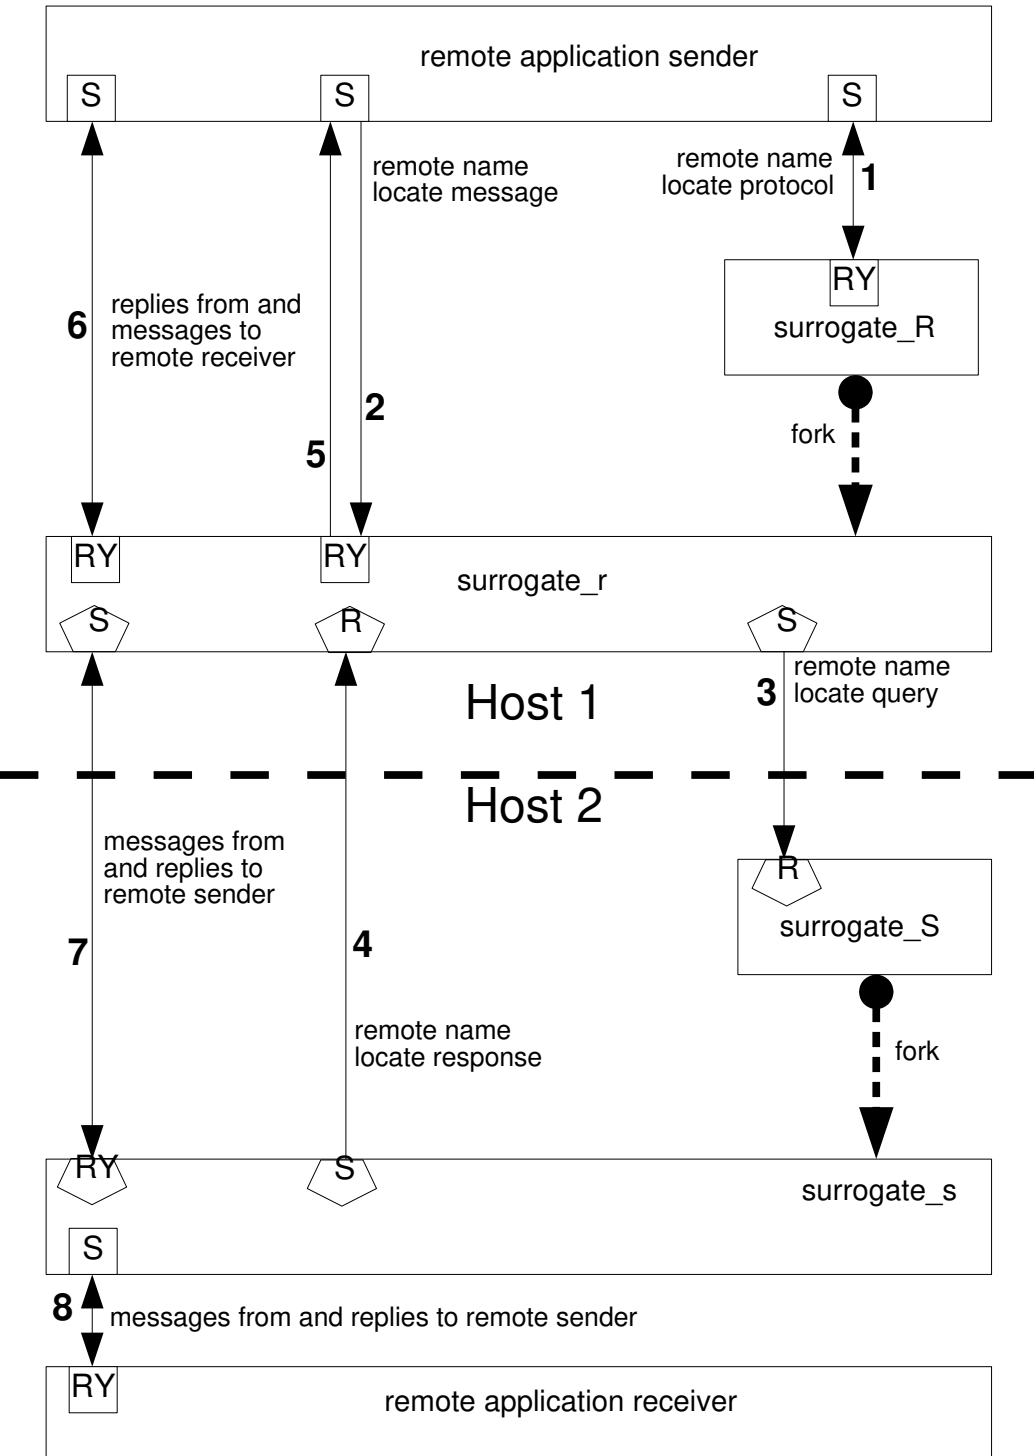 remote application sender
S
S
S
remote name
locate message
remote name
locate protocol
1
RY
surrogate_R
6
replies from and
messages to
remote receiver
2
5
fork
RY
RY
surrogate_r
S
R
S
remote name
locate query
3
Host 1
Host 2
messages from
and replies to
remote sender
R
surrogate_S
7
4
remote name
locate response
fork
RY
S
surrogate_s
S
8
messages from and replies to remote sender
RY
remote application receiver